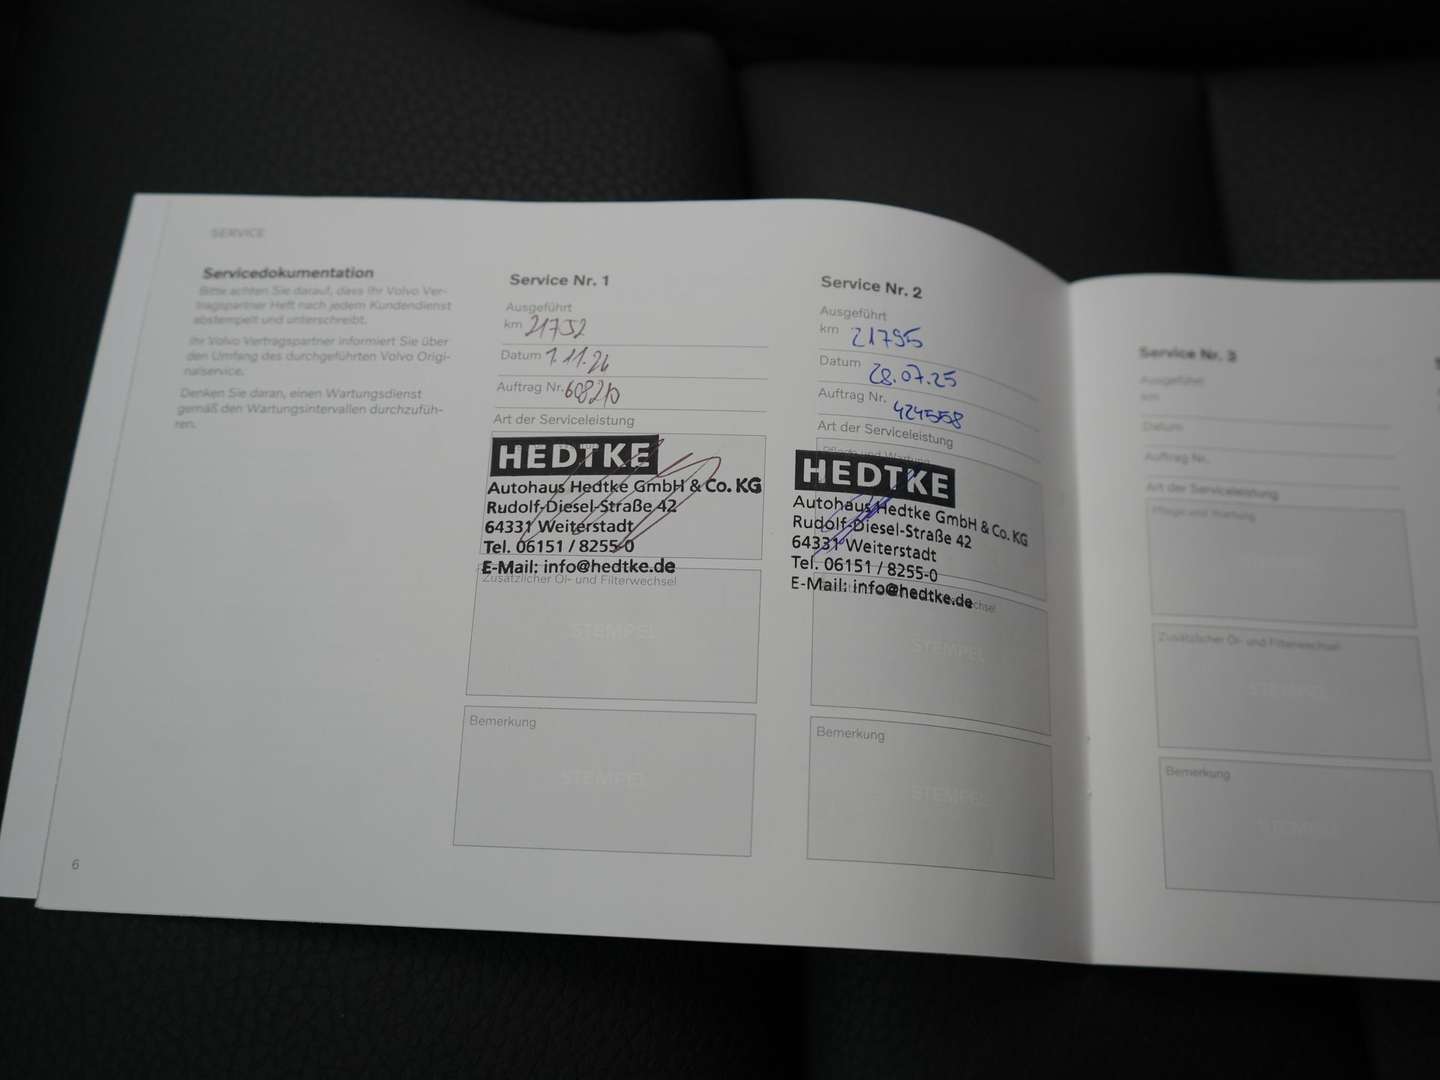 SERVICE
Servicedokumentation
Bitte achten Sie darauf, dass Ihr Volvo Ver-
tragspartner Heft nach jedem Kundendienst
abstempelt und unterschreibt.
Ihr Volvo Vertragspartner informiert Sie über
den Umfang des durchgeführten Volvo Origi-
nalservice.
Denken Sie daran, einen Wartungsdienst
gemäß den Wartungsintervallen durchzufüh-
ren.
6
Service Nr. 1
Ausgeführt
km 21752
Datum
Auftrag Nr. 608210
Art der Serviceleistung
HEDTKE
Autohaus Hedtke GmbH & Co. KG
Rudolf-Diesel-Straße 42
64331 Weiterstadt
Tel. 06151 / 8255-0
E-Mail: info@hedtke.de
Zusätzlicher Öl- und Filterwechsel
STEMPEL
Bemerkung
STEMPEL
Service Nr. 2
Ausgeführt
km 21795
Datum 28.07.25
Auftrag Nr. 424558
Art der Serviceleistung
Pflege und Wartung
HEDTKE
Autohaus Hedtke GmbH & Co. KG
Rudolf-Diesel-Straße 42
64331 Weiterstadt
Tel. 06151 / 8255-0
E-Mail: info@hedtke.de
STEMPEL
Bemerkung
STEMPEL
Service Nr. 3
Ausgeführt
km
Datum
Auftrag Nr.
Art der Serviceleistung
Pflege und Wartung
Zusätzlicher Öl- und Filterwechsel
STEMPEL
Bemerkung
STEMPEL